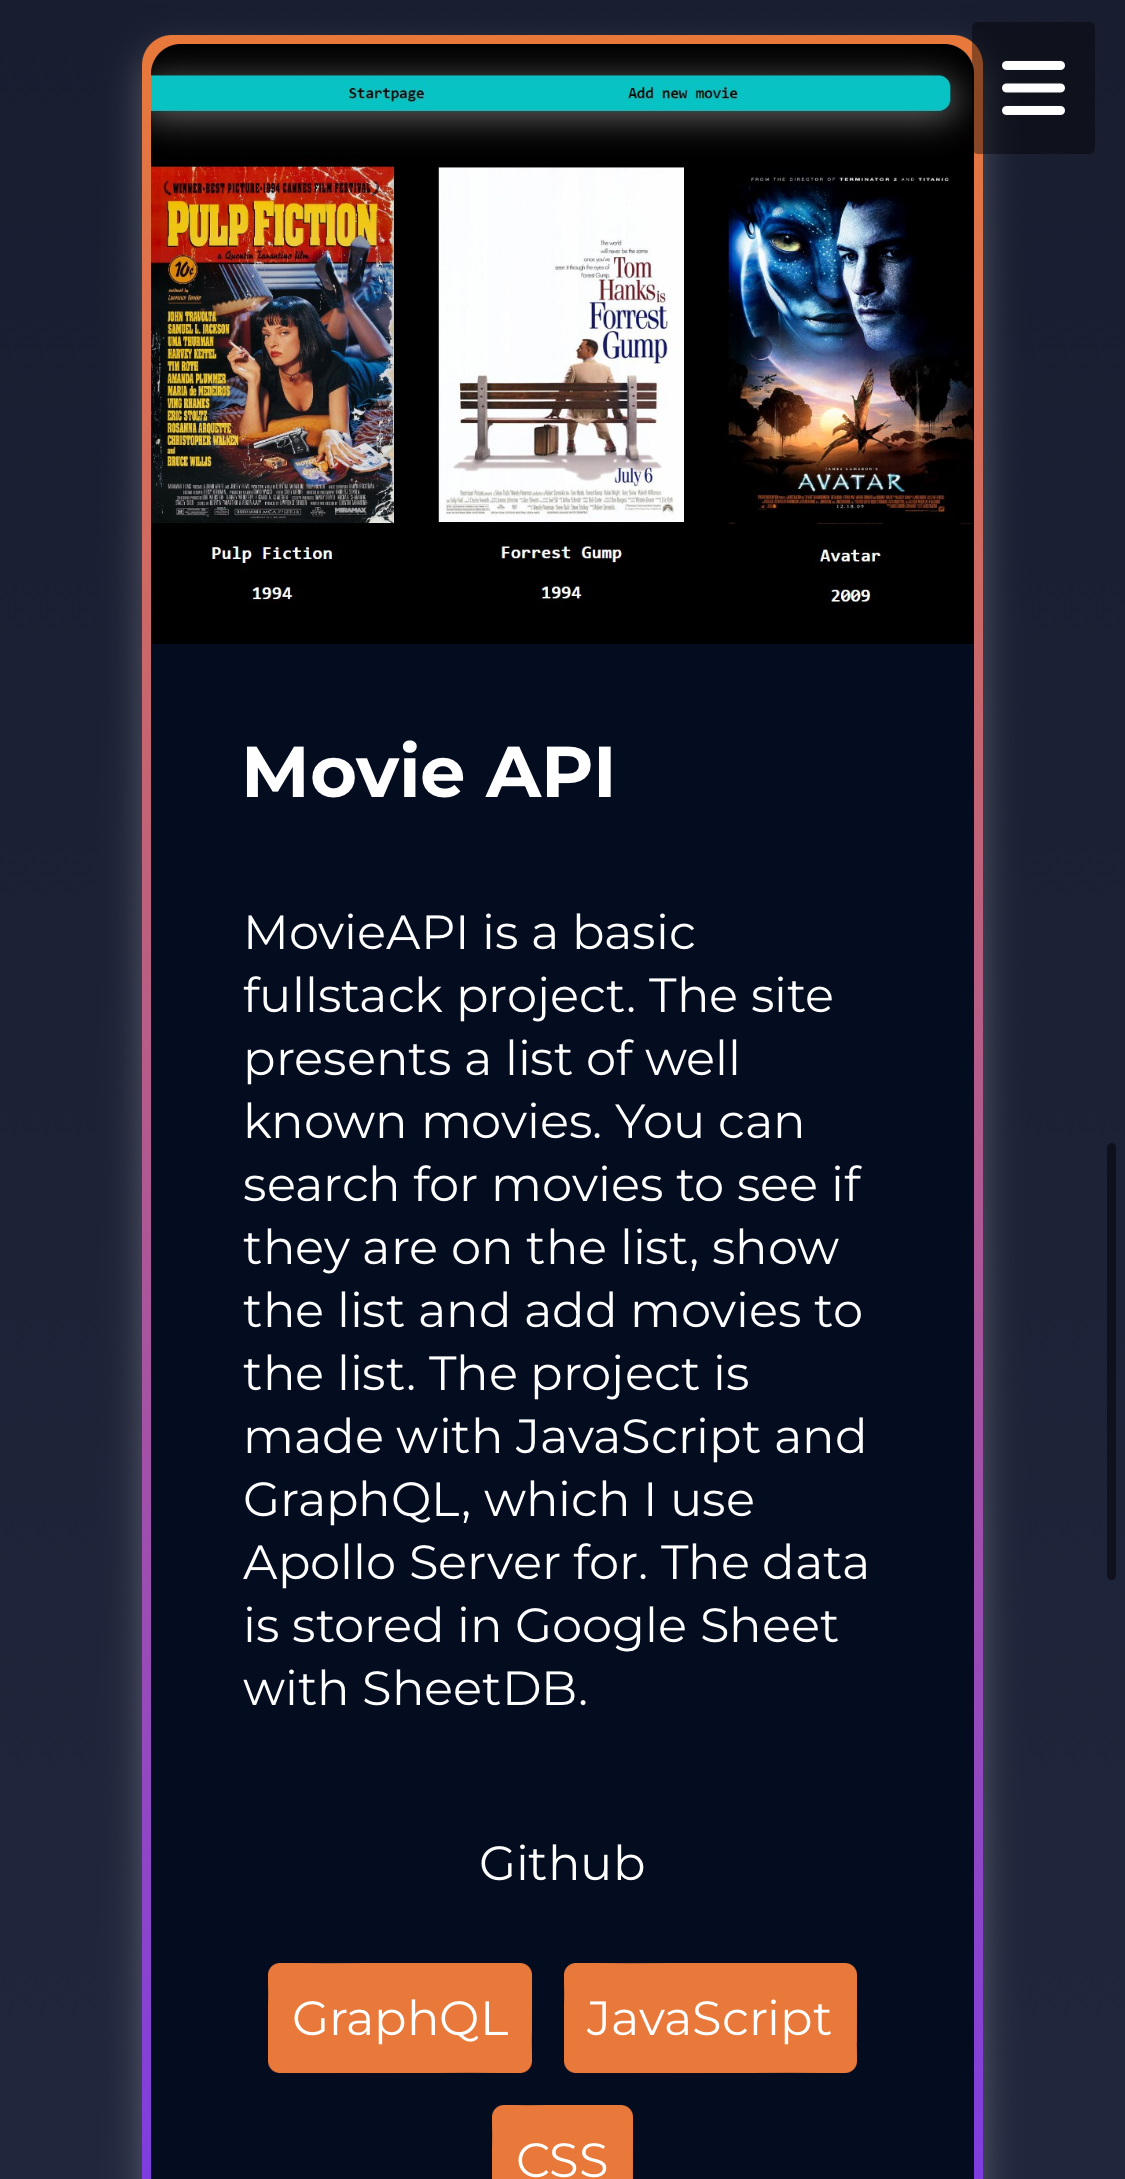 Startpage Add new movie
WINNER·BEST PICTURE·1994 CANNES FILM FESTIVAL
PULP FICTION
a Quentin Tarantino film
10¢
JOHN TRAVOLTA
SAMUEL L. JACKSON
UMA THURMAN
HARVEY KEITEL
TIM ROTH
AMANDA PLUMMER
MARIA de MEDEIROS
VING RHAMES
ERIC STOLTZ
ROSANNA ARQUETTE
CHRISTOPHER WALKEN
and
BRUCE WILLIS
MIRAMAX
The world
will never be the same
once you've
seen it through the eyes of
Forrest Gump.
Tom
Hanks is
Forrest
Gump
July 6
FROM THE DIRECTOR OF TERMINATOR 2 AND TITANIC
JAMES CAMERON'S
AVATAR
12.18.09
Pulp Fiction
1994
Forrest Gump
1994
Avatar
2009
Movie API
MovieAPI is a basic
fullstack project. The site
presents a list of well
known movies. You can
search for movies to see if
they are on the list, show
the list and add movies to
the list. The project is
made with JavaScript and
GraphQL, which I use
Apollo Server for. The data
is stored in Google Sheet
with SheetDB.
Github
GraphQL
JavaScript
CSS